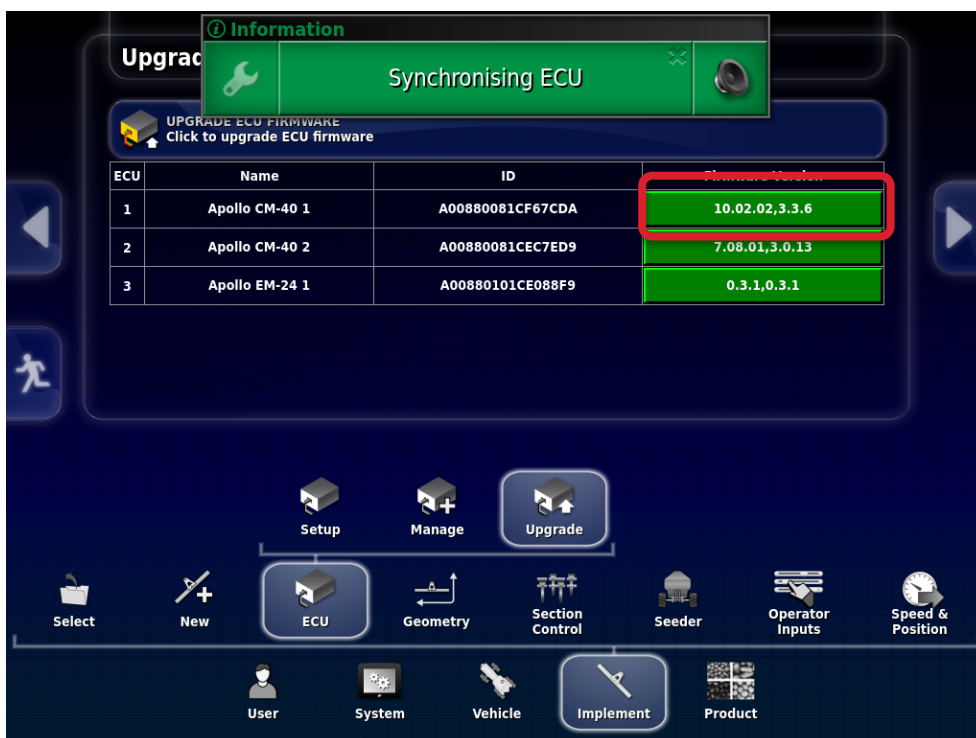 Information
Synchronising ECU
UPGRADE ECU FIRMWARE
Click to upgrade ECU firmware
ECU Name ID Firmware Version
1 Apollo CM-40 1 A00880081CF67CDA 10.02.02,3.3.6
2 Apollo CM-40 2 A00880081CEC7ED9 7.08.01,3.0.13
3 Apollo EM-24 1 A00880101CE088F9 0.3.1,0.3.1
Setup Manage Upgrade
Select New ECU Geometry Section Control Seeder Operator Inputs Speed & Position
User System Vehicle Implement Product